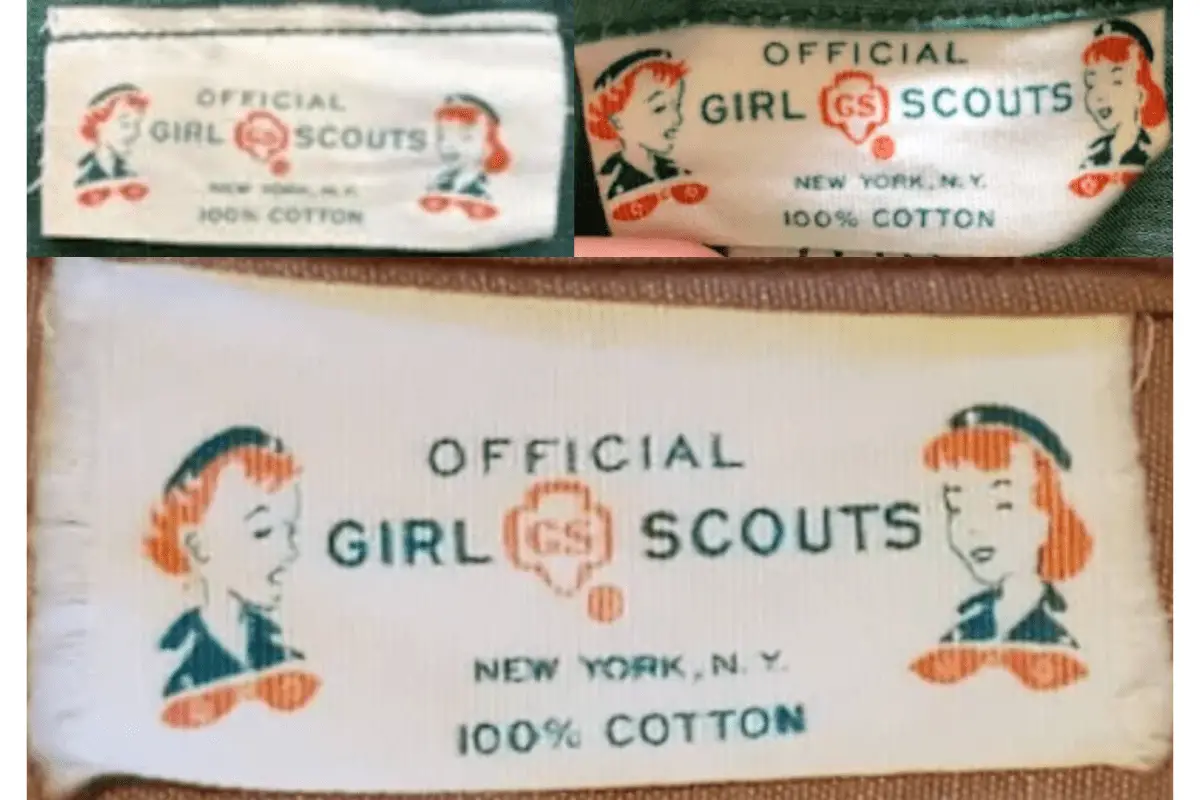 OFFICIAL
GIRL GS SCOUTS
NEW YORK, N.Y.
100% COTTON
OFFICIAL
GIRL GS SCOUTS
NEW YORK, N.Y.
100% COTTON
OFFICIAL
GIRL GS SCOUTS
NEW YORK, N.Y.
100% COTTON